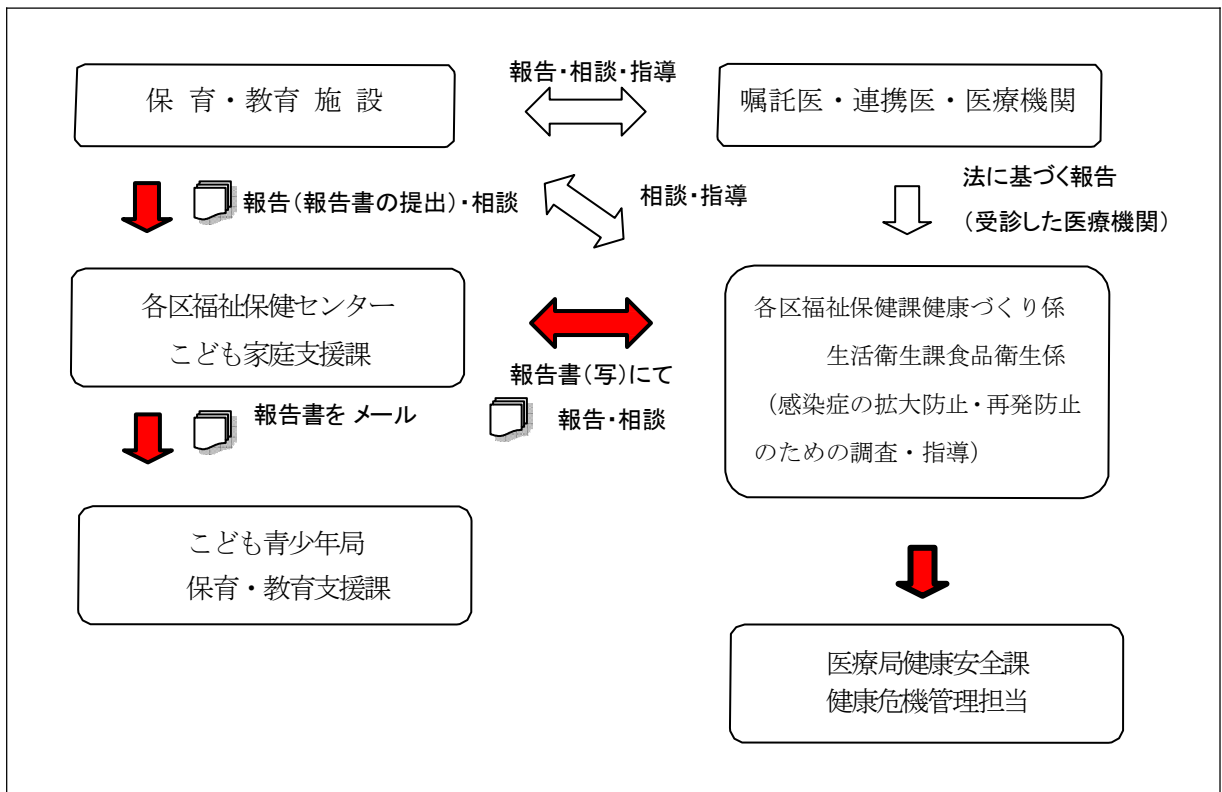 保 育・教育 施設
報告・相談・指導
嘱託医・連携医・医療機関
報告(報告書の提出)・相談
相談・指導
法に基づく報告
(受診した医療機関)
各区福祉保健センター
こども家庭支援課
報告書(写)にて
報告・相談
各区福祉保健課健康づくり係
生活衛生課食品衛生係
(感染症の拡大防止・再発防止
のための調査・指導)
報告書を メール
こども青少年局
保育・教育支援課
医療局健康安全課
健康危機管理担当